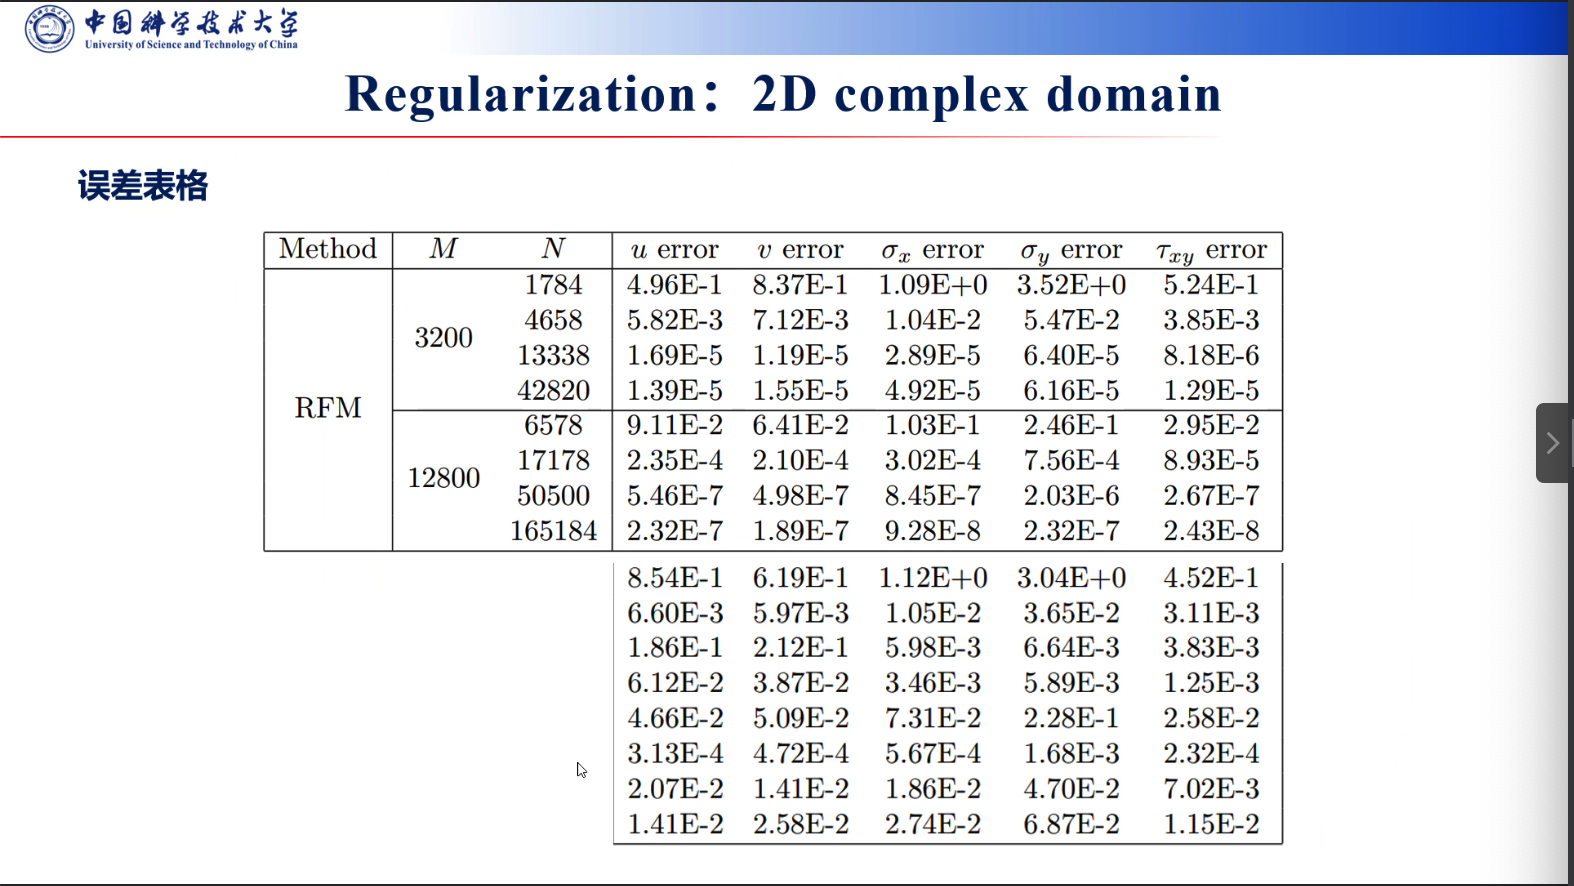 中国科学技术大学
University of Science and Technology of China
Regularization：2D complex domain
误差表格
Method M N u error v error σx error σy error τxy error
RFM
3200
1784 4.96E-1 8.37E-1 1.09E+0 3.52E+0 5.24E-1
4658 5.82E-3 7.12E-3 1.04E-2 5.47E-2 3.85E-3
13338 1.69E-5 1.19E-5 2.89E-5 6.40E-5 8.18E-6
42820 1.39E-5 1.55E-5 4.92E-5 6.16E-5 1.29E-5
12800
6578 9.11E-2 6.41E-2 1.03E-1 2.46E-1 2.95E-2
17178 2.35E-4 2.10E-4 3.02E-4 7.56E-4 8.93E-5
50500 5.46E-7 4.98E-7 8.45E-7 2.03E-6 2.67E-7
165184 2.32E-7 1.89E-7 9.28E-8 2.32E-7 2.43E-8
8.54E-1 6.19E-1 1.12E+0 3.04E+0 4.52E-1
6.60E-3 5.97E-3 1.05E-2 3.65E-2 3.11E-3
1.86E-1 2.12E-1 5.98E-3 6.64E-3 3.83E-3
6.12E-2 3.87E-2 3.46E-3 5.89E-3 1.25E-3
4.66E-2 5.09E-2 7.31E-2 2.28E-1 2.58E-2
3.13E-4 4.72E-4 5.67E-4 1.68E-3 2.32E-4
2.07E-2 1.41E-2 1.86E-2 4.70E-2 7.02E-3
1.41E-2 2.58E-2 2.74E-2 6.87E-2 1.15E-2